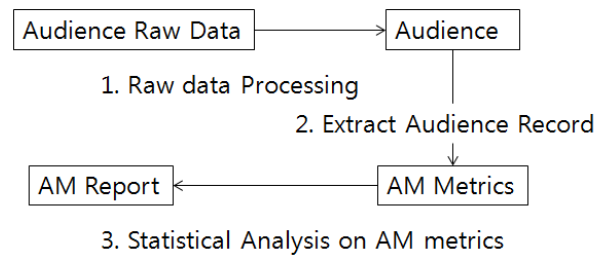 Audience Raw Data
Audience
1. Raw data Processing
2. Extract Audience Record
AM Report
AM Metrics
3. Statistical Analysis on AM metrics